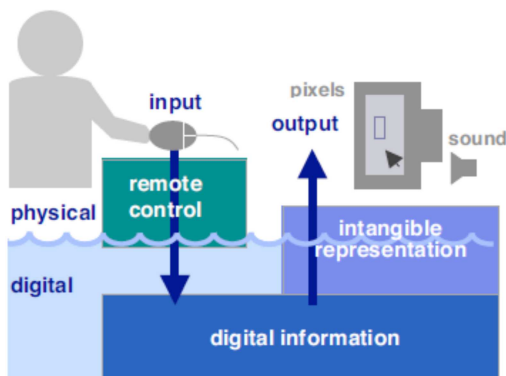 input
pixels
output
sound
remote
control
physical
intangible
representation
digital
digital information